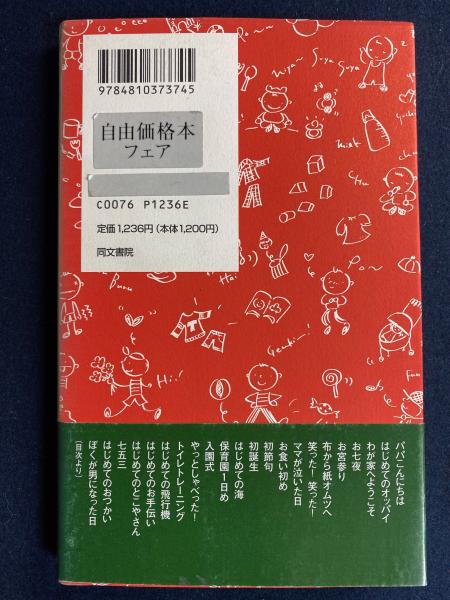 9784810373745
自由価格本
フェア
C0076 P1236E
定価1,236円(本体1,200円)
同文書院
Suya Suya
Chu
Po~
Hai
Genki!
Hi!
パパこんにちは
はじめてのオッパイ
わが家へようこそ
お七夜
お宮参り
布から紙オムツへ
笑った!笑った!
ママが泣いた日
お食い初め
初節句
初誕生
はじめての海
保育園1日め
入園式
やっとしゃべった!
トイレトレーニング
はじめての飛行機
はじめてのお手伝い
はじめてのとこやさん
七五三
はじめてのおつかい
ぼくが男になった日
(目次より)